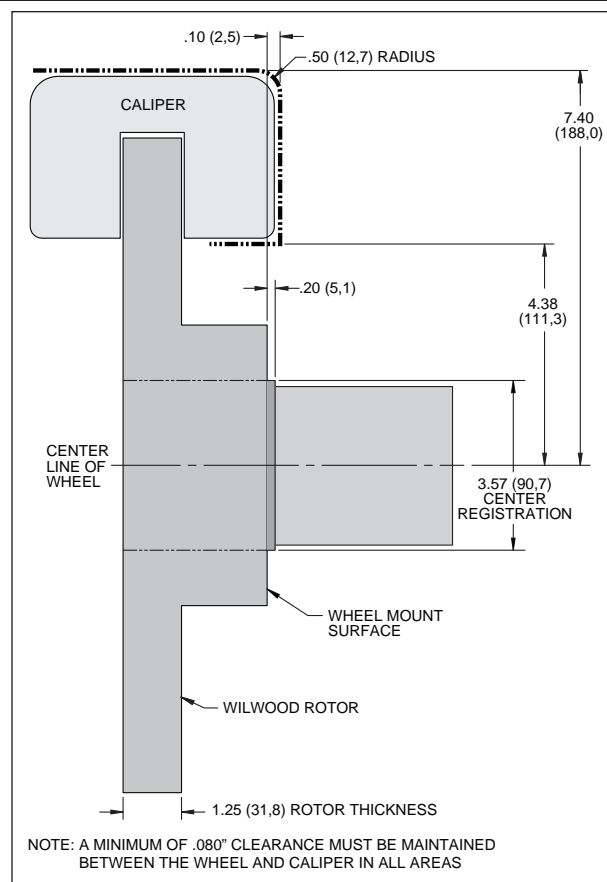 .10 (2,5)
.50 (12,7) RADIUS
CALIPER
7.40
(188,0)
.20 (5,1)
4.38
(111,3)
CENTER
LINE OF
WHEEL
3.57 (90,7)
CENTER
REGISTRATION
WHEEL MOUNT
SURFACE
WILWOOD ROTOR
1.25 (31,8) ROTOR THICKNESS
NOTE: A MINIMUM OF .080" CLEARANCE MUST BE MAINTAINED
BETWEEN THE WHEEL AND CALIPER IN ALL AREAS